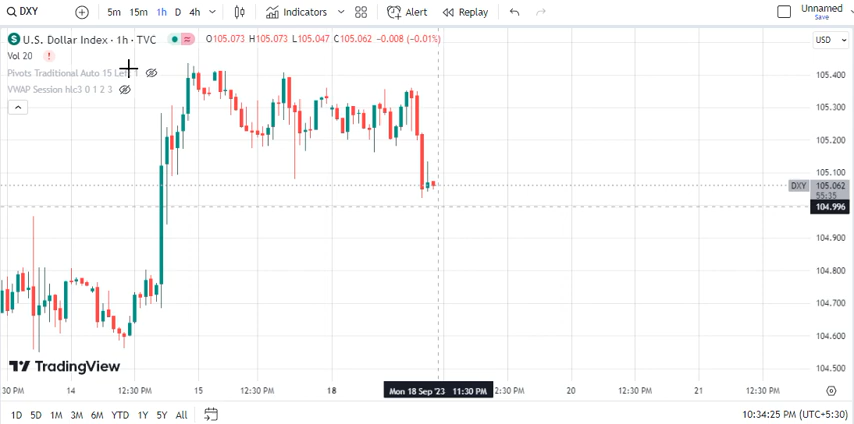 DXY 5m 15m 1h D 4h Indicators Alert Replay Unnamed
Save
U.S. Dollar Index · 1h · TVC O105.073 H105.073 L105.047 C105.062 -0.008 (-0.01%) USD
Vol 20
Pivots Traditional Auto 15 Left 1
105.400
VWAP Session hlc3 0 1 2 3
105.300
105.200
105.100
DXY 105.062
55:35
104.996
104.900
104.800
104.700
104.600
TradingView
104.500
:30 PM 14 12:30 PM 15 12:30 PM 18 Mon 18 Sep '23 11:30 PM 2:30 PM 20 12:30 PM 21 12:30 PM
1D 5D 1M 3M 6M YTD 1Y 5Y All 10:34:25 PM (UTC+5:30)